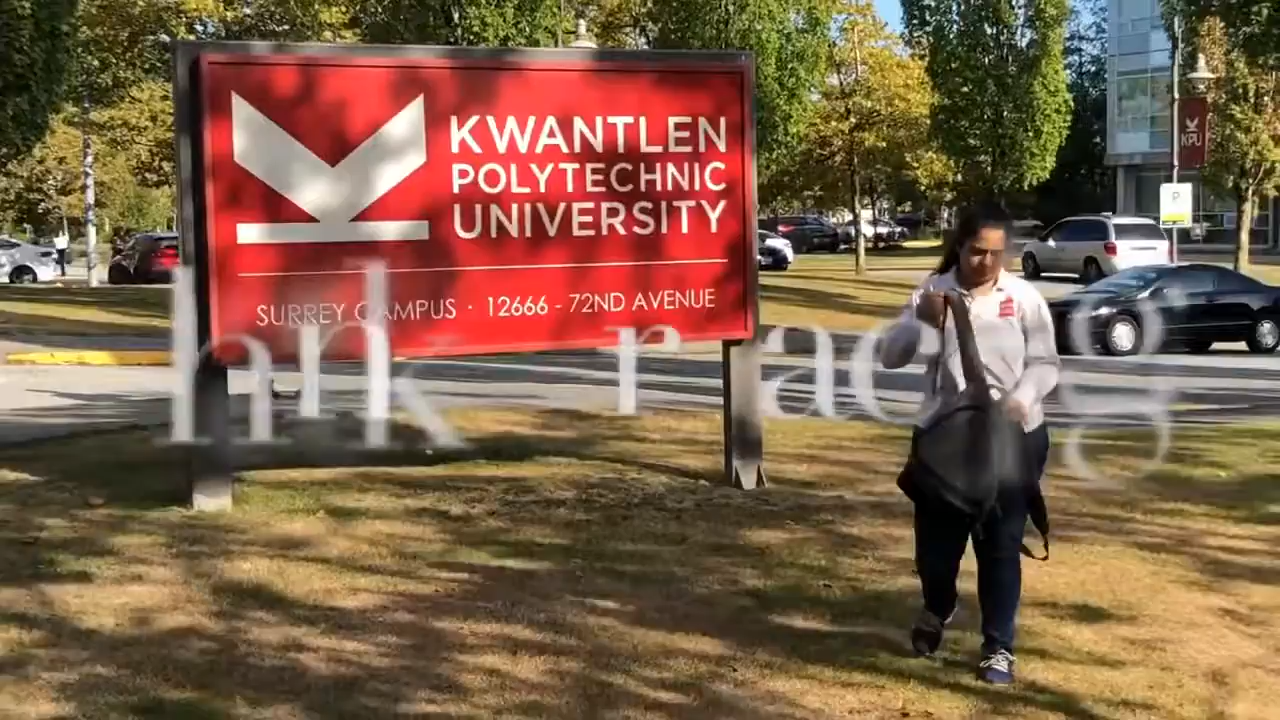 KWANTLEN
POLYTECHNIC
UNIVERSITY
SURREY CAMPUS · 12666 - 72ND AVENUE
KPU
P